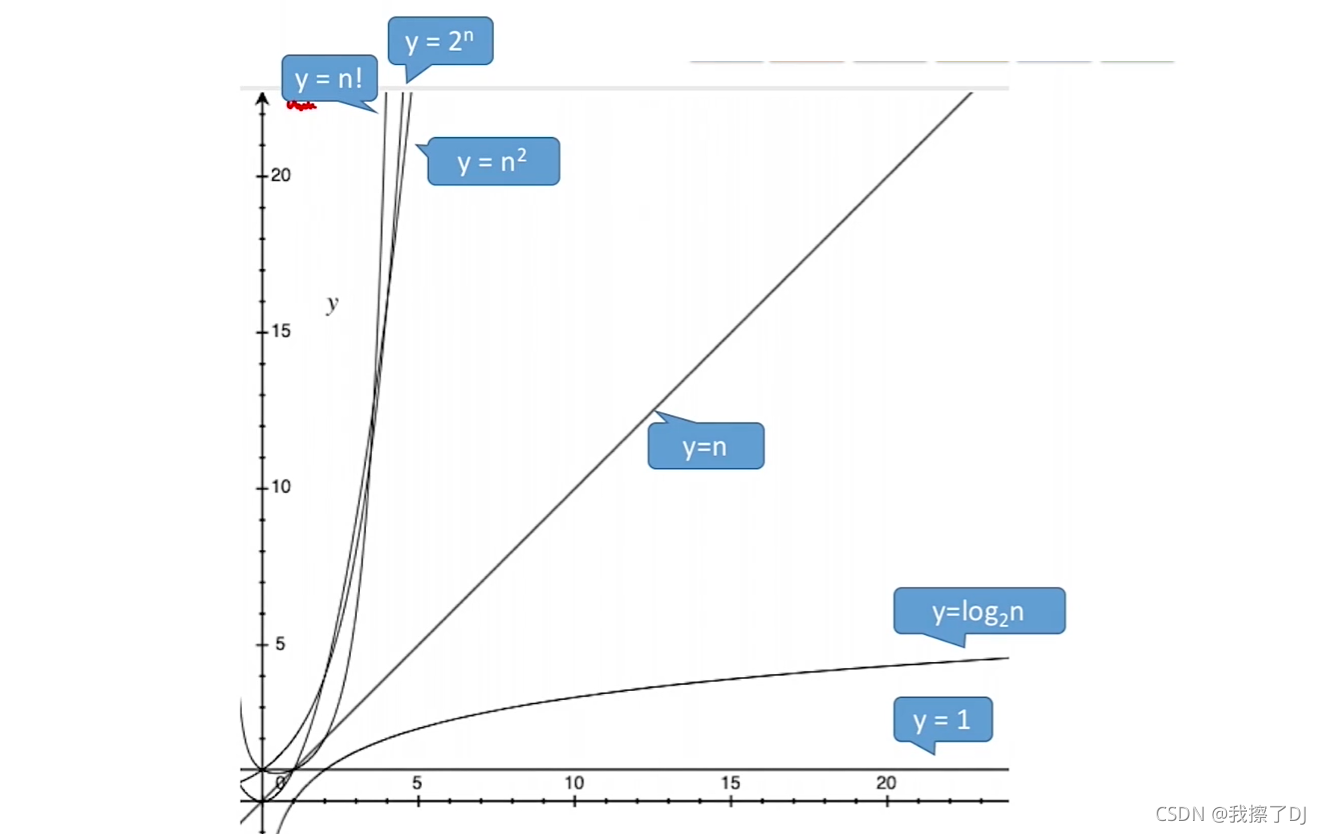 y = 2ⁿ
y = n!
20
y = n²
15
y
y=n
10
y=log₂n
5
y = 1
0 5 10 15 20
CSDN @我擦了DJ